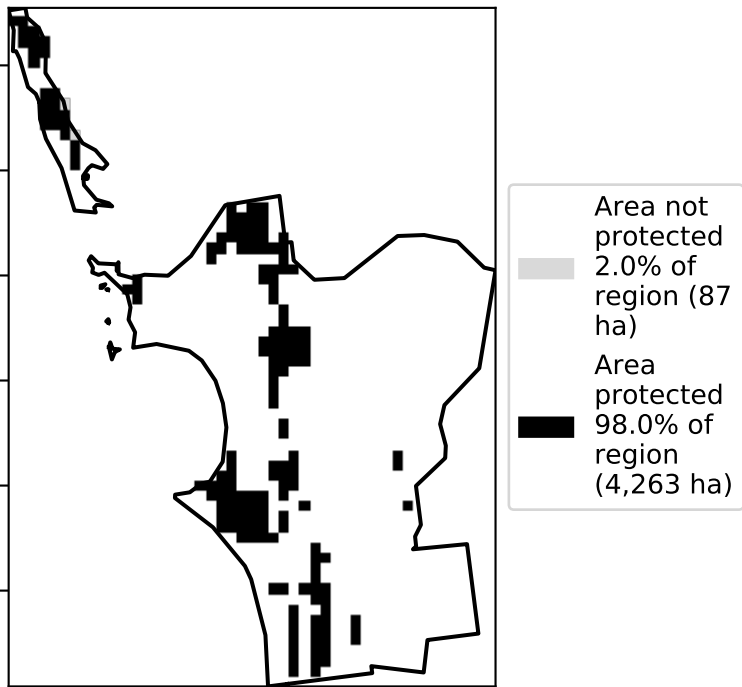 Area not
protected
2.0% of
region (87
ha)
Area
protected
98.0% of
region
(4,263 ha)